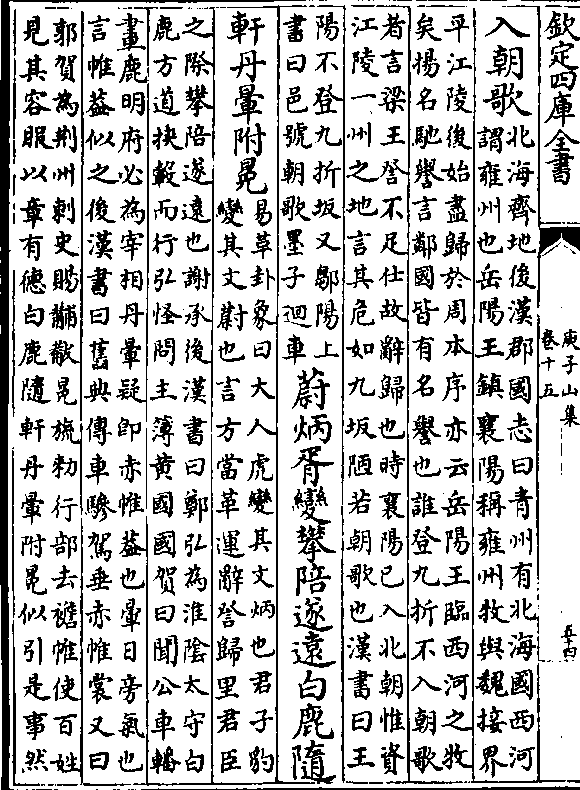 欽定四庫全書
庾子山集
卷十五
五十四
入朝歌
北海齊地後漢郡國志曰青州有北海國西河
謂雍州也岳陽王鎮襄陽稱雍州牧與魏接界
平江陵後始盡歸於周本序亦云岳陽王臨西河之牧
矣揚名馳譽言鄰國皆有名譽也誰登九折不入朝歌
者言梁王詧不足仕故辭歸也時襄陽已入北朝惟資
江陵一州之地言其危如九坂陋若朝歌也漢書曰王
陽不登九折坂又鄒陽上
書曰邑號朝歌墨子迴車
蔚炳胥變攀陪遂遠白鹿隨
軒丹暈附冕
易革卦象曰大人虎變其文炳也君子豹
變其文蔚也言方當革運辭詧歸里君臣
之際攀陪遂遠也謝承後漢書曰鄭弘為淮陰太守白
鹿方道挾轂而行弘怪問主簿黃國國賀曰聞公車轓
畫鹿明府必為宰相丹暈疑即赤帷葢也暈日旁氣也
言帷葢似之後漢書曰舊典傳車驂駕垂赤帷裳又曰
郭賀為荆州刺史賜黼黻冕旒勅行部去襜帷使百姓
見其容服以章有德白鹿隨軒丹暈附冕似引是事然